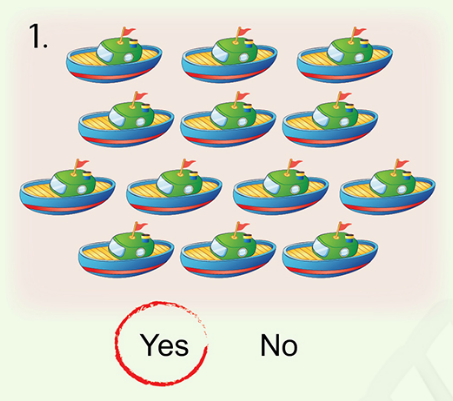 1.
Yes No